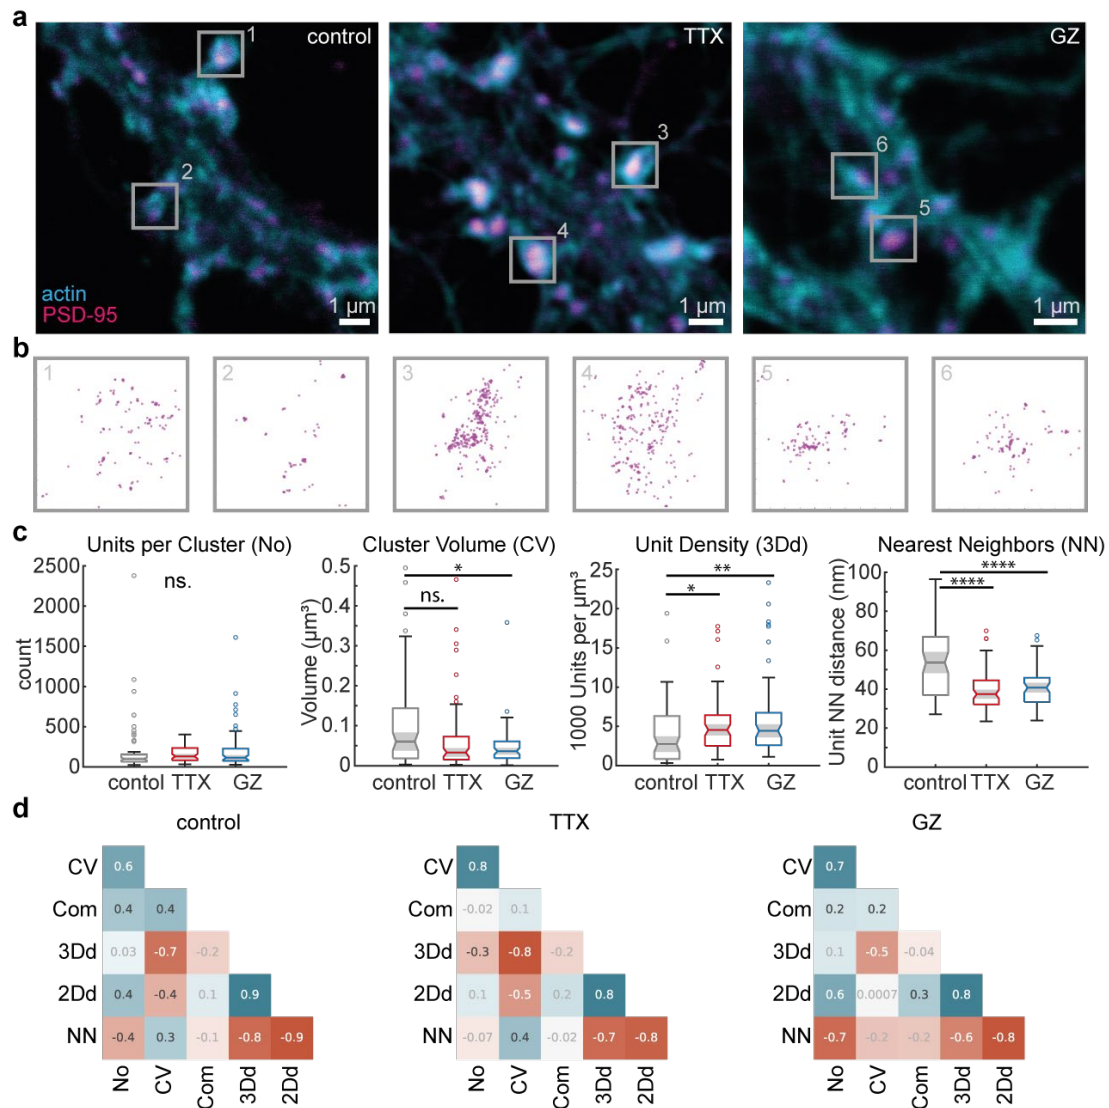 a
control
TTX
GZ
1
2
3
4
5
6
actin
PSD-95
1 µm
1 µm
1 µm
b
1
2
3
4
5
6
c
Units per Cluster (No)
Cluster Volume (CV)
Unit Density (3Dd)
Nearest Neighbors (NN)
ns.
count
2500
2000
1500
1000
500
0
contol TTX GZ
*
ns.
Volume (µm³)
0.5
0.4
0.3
0.2
0.1
0
control TTX GZ
**
*
1000 Units per µm³
25
20
15
10
5
0
control TTX GZ
****
****
Unit NN distance (nm)
100
80
60
40
20
0
control TTX GZ
d
control
CV 0.6
Com 0.4 0.4
3Dd 0.03 -0.7 -0.2
2Dd 0.4 -0.4 0.1 0.9
NN -0.4 0.3 -0.1 -0.8 -0.9
No CV Com 3Dd 2Dd
TTX
CV 0.8
Com -0.02 0.1
3Dd -0.3 -0.8 -0.2
2Dd 0.1 -0.5 0.2 0.8
NN -0.07 0.4 -0.02 -0.7 -0.8
No CV Com 3Dd 2Dd
GZ
CV 0.7
Com 0.2 0.2
3Dd 0.1 -0.5 -0.04
2Dd 0.6 0.0007 0.3 0.8
NN -0.7 -0.2 -0.2 -0.6 -0.8
No CV Com 3Dd 2Dd